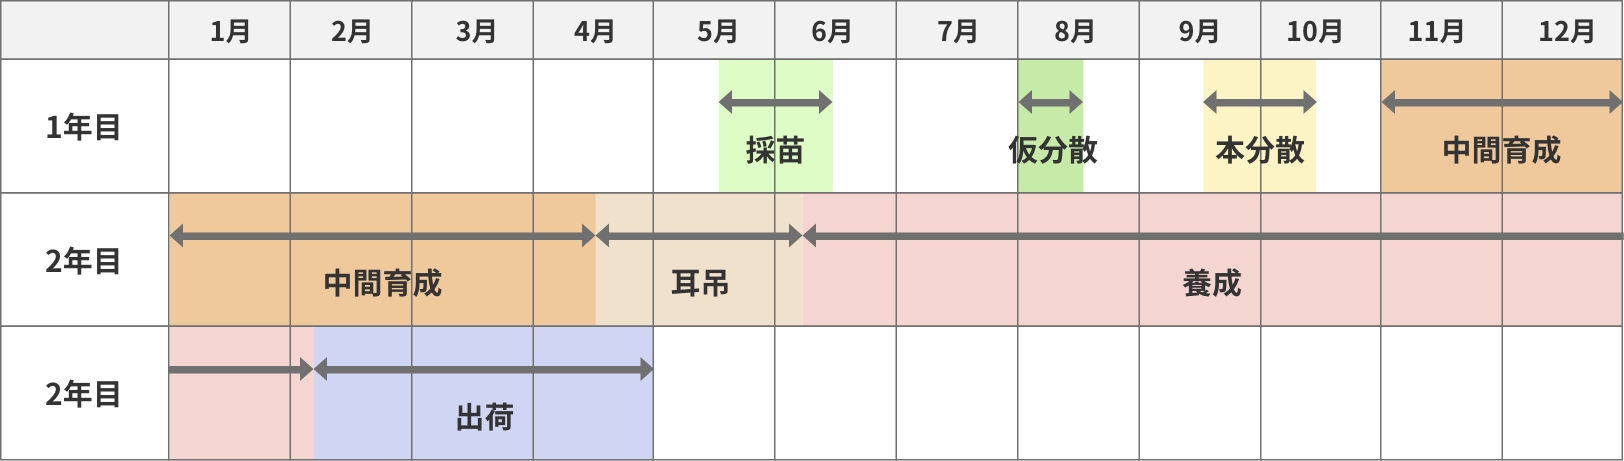 1月 2月 3月 4月 5月 6月 7月 8月 9月 10月 11月 12月
1年目 採苗 仮分散 本分散 中間育成
2年目 中間育成 耳吊 養成
2年目 出荷